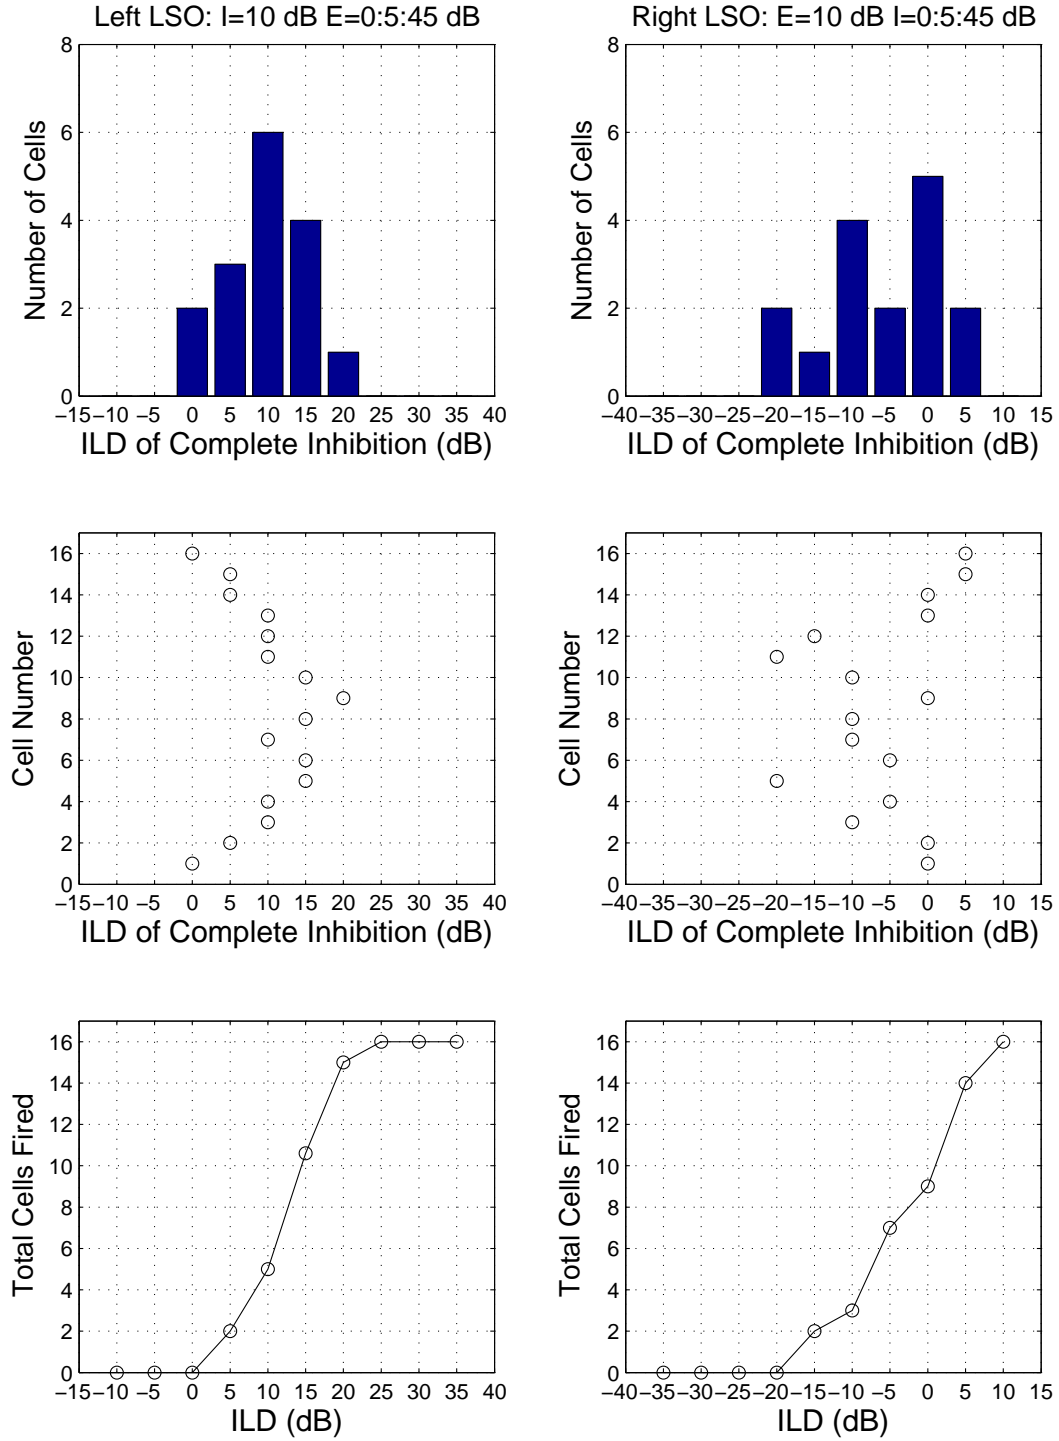 Left LSO: I=10 dB E=0:5:45 dB
8
6
4
2
0
Number of Cells
−15 −10 −5 0 5 10 15 20 25 30 35 40
ILD of Complete Inhibition (dB)
Right LSO: E=10 dB I=0:5:45 dB
8
6
4
2
0
Number of Cells
−40 −35 −30 −25 −20 −15 −10 −5 0 5 10 15
ILD of Complete Inhibition (dB)
16
14
12
10
8
6
4
2
0
Cell Number
−15 −10 −5 0 5 10 15 20 25 30 35 40
ILD of Complete Inhibition (dB)
16
14
12
10
8
6
4
2
0
Cell Number
−40 −35 −30 −25 −20 −15 −10 −5 0 5 10 15
ILD of Complete Inhibition (dB)
16
14
12
10
8
6
4
2
0
Total Cells Fired
−15 −10 −5 0 5 10 15 20 25 30 35 40
ILD (dB)
16
14
12
10
8
6
4
2
0
Total Cells Fired
−40 −35 −30 −25 −20 −15 −10 −5 0 5 10 15
ILD (dB)